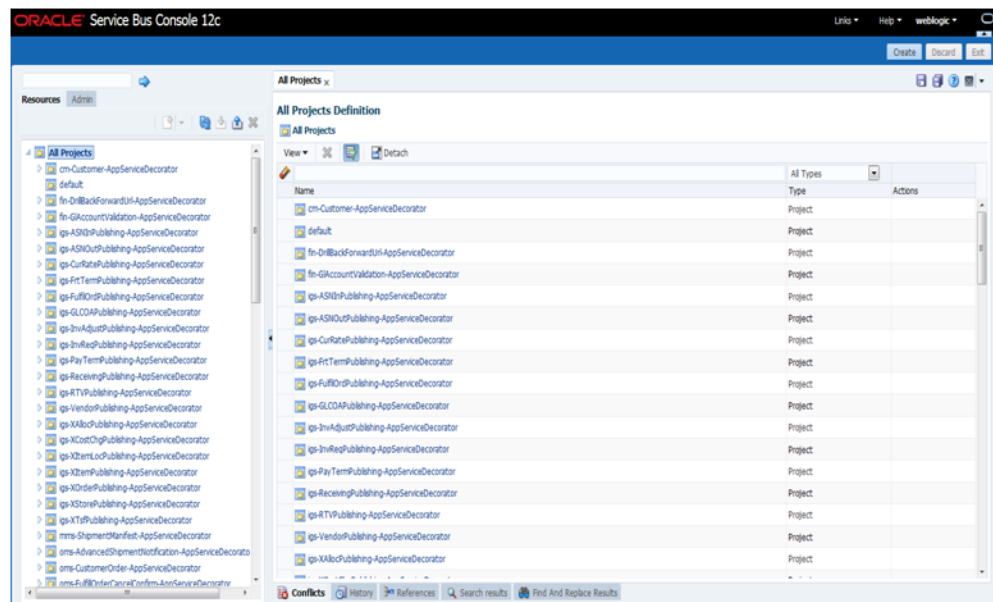 ORACLE Service Bus Console 12c
Links Help weblogic
Create Discard Exit
Resources Admin
All Projects
cm-Customer-AppServiceDecorator
default
fin-DrillBackForwardUrl-AppServiceDecorator
fin-GlAccountValidation-AppServiceDecorator
igs-ASNInPublishing-AppServiceDecorator
igs-ASNOutPublishing-AppServiceDecorator
igs-CurRatePublishing-AppServiceDecorator
igs-FrtTermPublishing-AppServiceDecorator
igs-FulfilOrdPublishing-AppServiceDecorator
igs-GLCOAPublishing-AppServiceDecorator
igs-InvAdjustPublishing-AppServiceDecorator
igs-InvReqPublishing-AppServiceDecorator
igs-PayTermPublishing-AppServiceDecorator
igs-ReceivingPublishing-AppServiceDecorator
igs-RTVPublishing-AppServiceDecorator
igs-VendorPublishing-AppServiceDecorator
igs-XAllocPublishing-AppServiceDecorator
igs-XCostChgPublishing-AppServiceDecorator
igs-XItemLocPublishing-AppServiceDecorator
igs-XItemPublishing-AppServiceDecorator
igs-XOrderPublishing-AppServiceDecorator
igs-XStorePublishing-AppServiceDecorator
igs-XTsfPublishing-AppServiceDecorator
mms-ShipmentManifest-AppServiceDecorator
oms-AdvancedShipmentNotification-AppServiceDecorato
oms-CustomerOrder-AppServiceDecorator
oms-FulfilOrderCancelConfirm-AppServiceDecorator
All Projects x
All Projects Definition
All Projects
View Detach
All Types
Name Type Actions
cm-Customer-AppServiceDecorator Project
default Project
fin-DrillBackForwardUrl-AppServiceDecorator Project
fin-GlAccountValidation-AppServiceDecorator Project
igs-ASNInPublishing-AppServiceDecorator Project
igs-ASNOutPublishing-AppServiceDecorator Project
igs-CurRatePublishing-AppServiceDecorator Project
igs-FrtTermPublishing-AppServiceDecorator Project
igs-FulfilOrdPublishing-AppServiceDecorator Project
igs-GLCOAPublishing-AppServiceDecorator Project
igs-InvAdjustPublishing-AppServiceDecorator Project
igs-InvReqPublishing-AppServiceDecorator Project
igs-PayTermPublishing-AppServiceDecorator Project
igs-ReceivingPublishing-AppServiceDecorator Project
igs-RTVPublishing-AppServiceDecorator Project
igs-VendorPublishing-AppServiceDecorator Project
igs-XAllocPublishing-AppServiceDecorator Project
Conflicts History References Search results Find And Replace Results